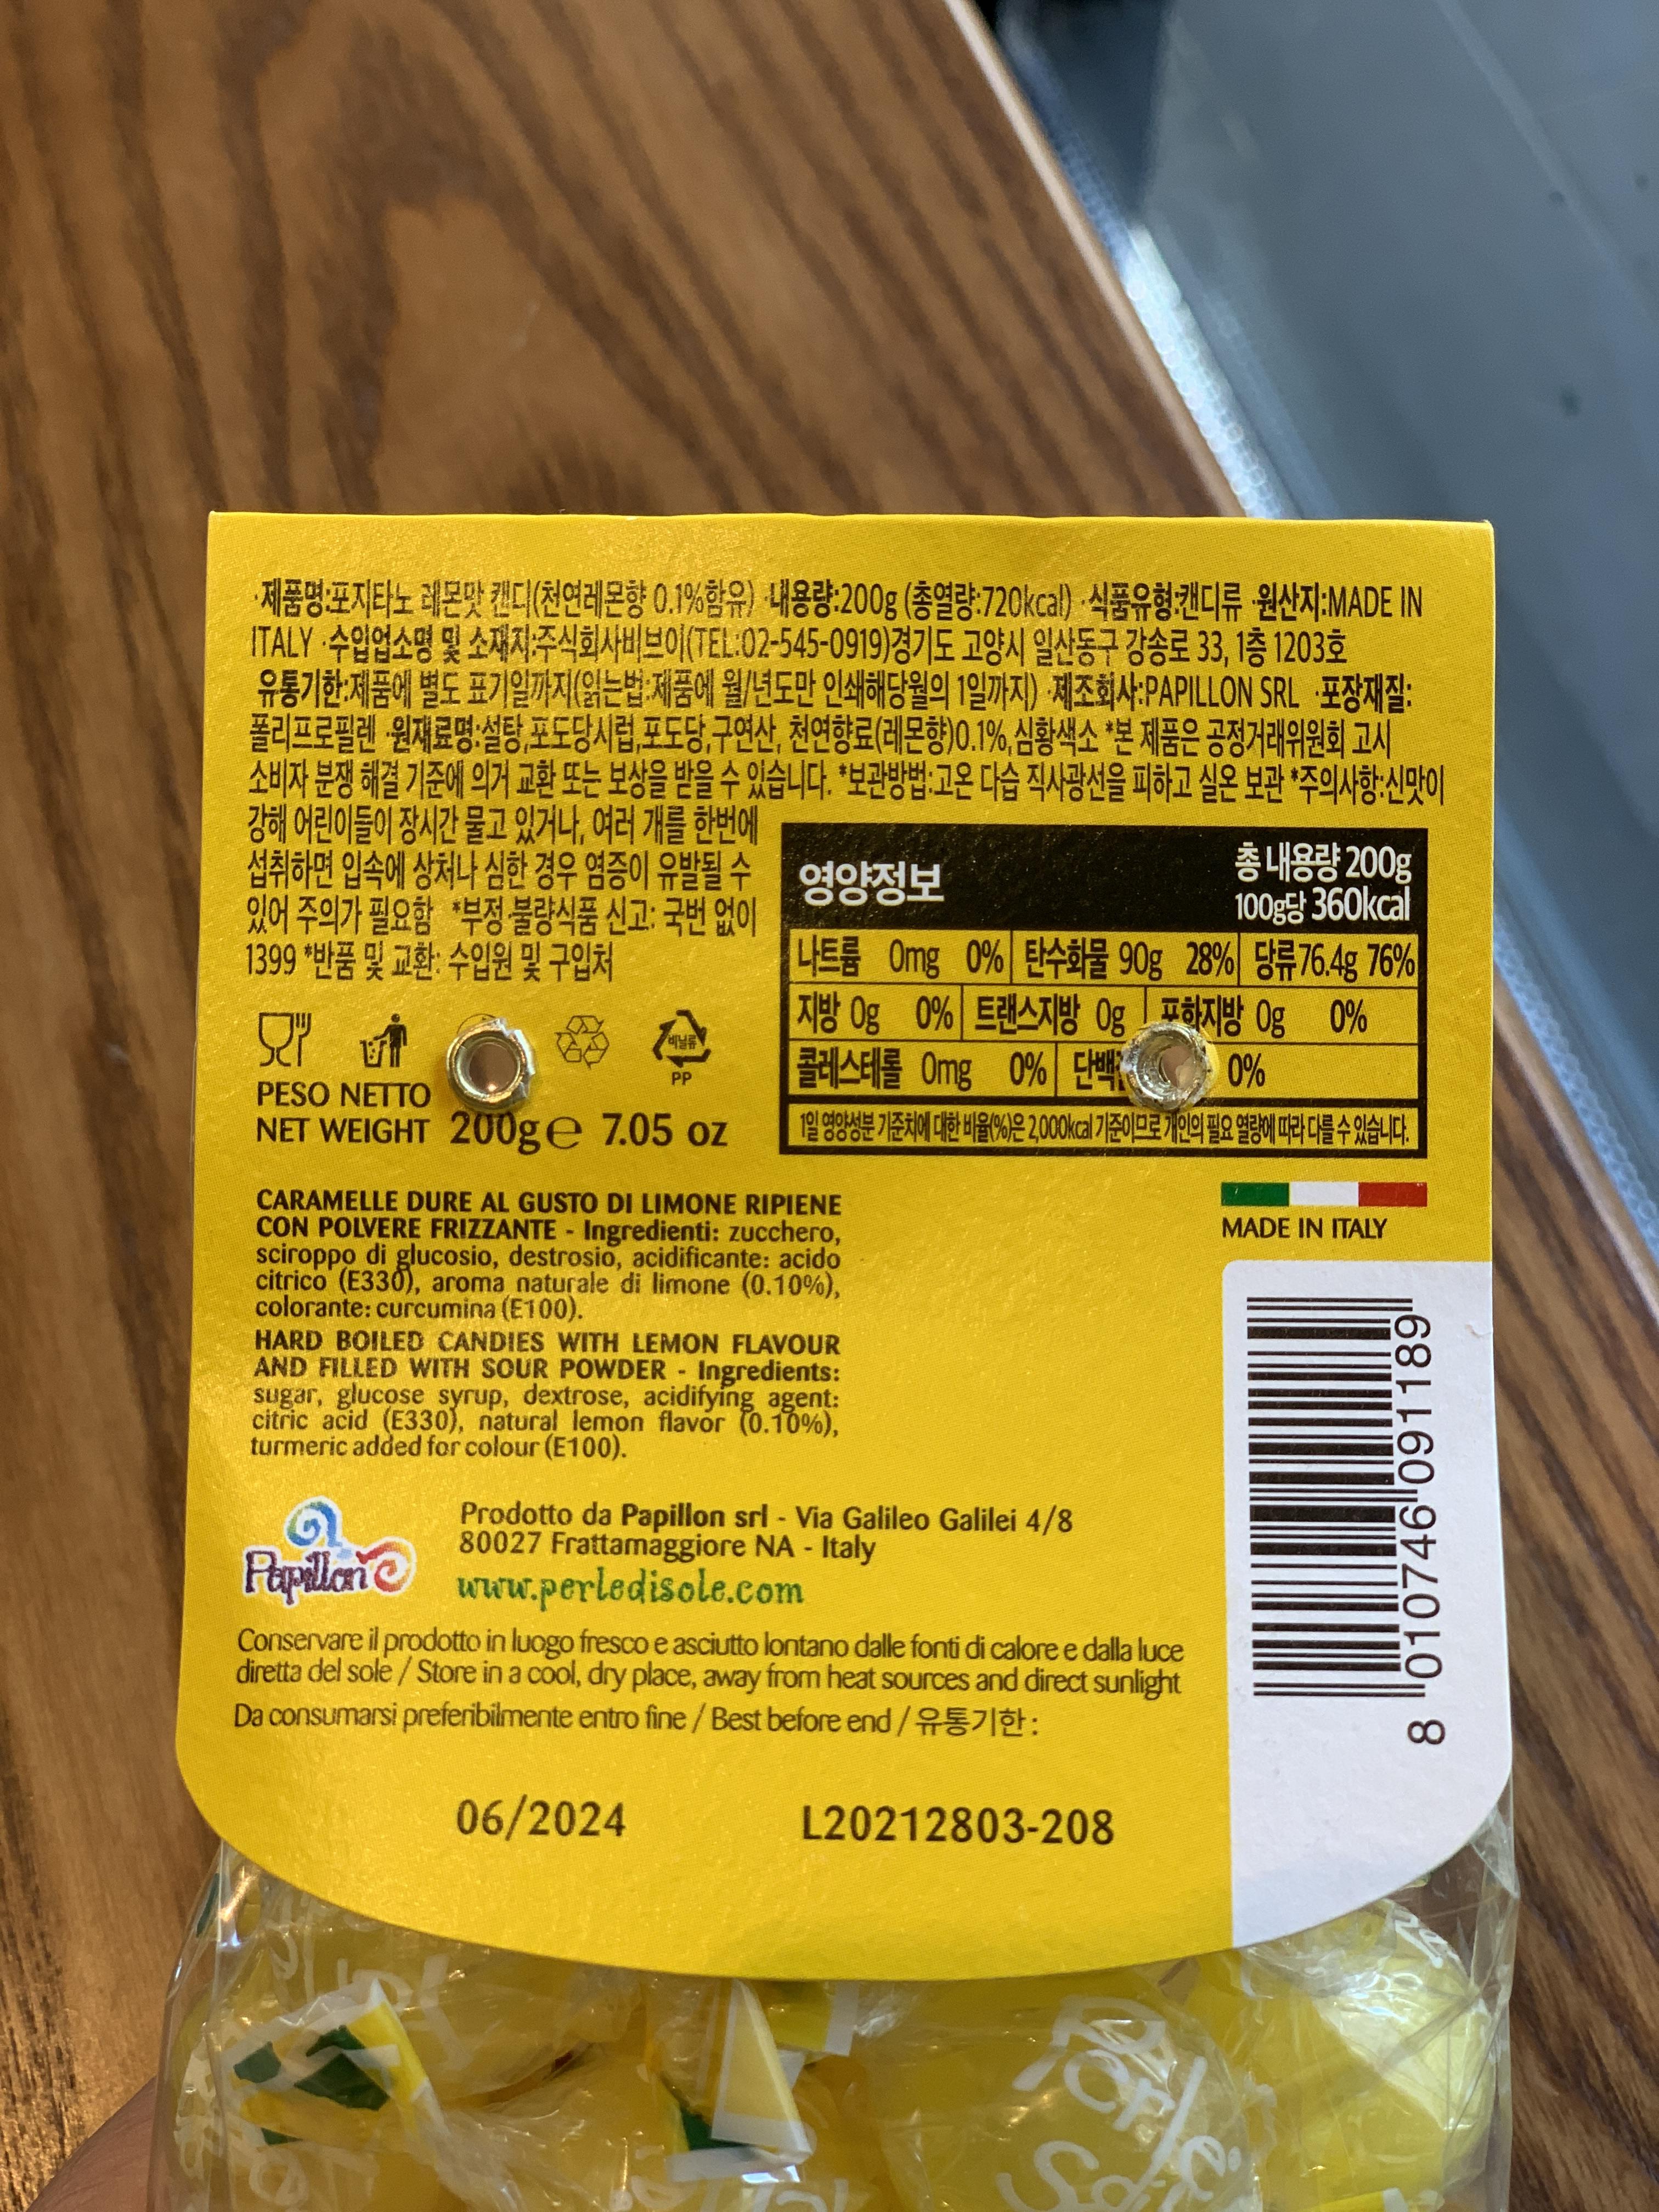 ·제품명:포지타노 레몬맛 캔디(천연레몬향 0.1%함유) ·내용량:200g (총열량:720kcal) ·식품유형:캔디류 ·원산지:MADE IN
ITALY ·수입업소명 및 소재지:주식회사비브이(TEL:02-545-0919)경기도 고양시 일산동구 강송로 33, 1층 1203호
유통기한:제품에 별도 표기일까지(읽는법:제품에 월/년도만 인쇄해당월의 1일까지) ·제조회사:PAPILLON SRL ·포장재질:
폴리프로필렌 ·원재료명:설탕,포도당시럽,포도당,구연산, 천연향료(레몬향)0.1%,심황색소 *본 제품은 공정거래위원회 고시
소비자 분쟁 해결 기준에 의거 교환 또는 보상을 받을 수 있습니다. *보관방법:고온 다습 직사광선을 피하고 실온 보관 *주의사항:신맛이
강해 어린이들이 장시간 물고 있거나, 여러 개를 한번에
섭취하면 입속에 상처나 심한 경우 염증이 유발될 수
있어 주의가 필요함 *부정·불량식품 신고: 국번 없이
1399 *반품 및 교환: 수입원 및 구입처
영양정보
총 내용량 200g
100g당 360kcal
나트륨 0mg 0% 탄수화물 90g 28% 당류76.4g 76%
지방 0g 0% 트랜스지방 0g 포화지방 0g 0%
콜레스테롤 0mg 0% 0%
1일 영양성분 기준치에 대한 비율(%)은 2,000kcal 기준이므로 개인의 필요 열량에 따라 다를 수 있습니다.
비닐류
PP
PESO NETTO
NET WEIGHT 200g℮ 7.05 oz
CARAMELLE DURE AL GUSTO DI LIMONE RIPIENE
CON POLVERE FRIZZANTE - Ingredienti: zucchero,
sciroppo di glucosio, destrosio, acidificante: acido
citrico (E330), aroma naturale di limone (0.10%),
colorante: curcumina (E100).
HARD BOILED CANDIES WITH LEMON FLAVOUR
AND FILLED WITH SOUR POWDER - Ingredients:
sugar, glucose syrup, dextrose, acidifying agent:
citric acid (E330), natural lemon flavor (0.10%),
turmeric added for colour (E100).
MADE IN ITALY
8 010746 091189
Papillon
Prodotto da Papillon srl - Via Galileo Galilei 4/8
80027 Frattamaggiore NA - Italy
www.perledisole.com
Conservare il prodotto in luogo fresco e asciutto lontano dalle fonti di calore e dalla luce
diretta del sole / Store in a cool, dry place, away from heat sources and direct sunlight
Da consumarsi preferibilmente entro fine / Best before end / 유통기한:
06/2024 L20212803-208
Perle